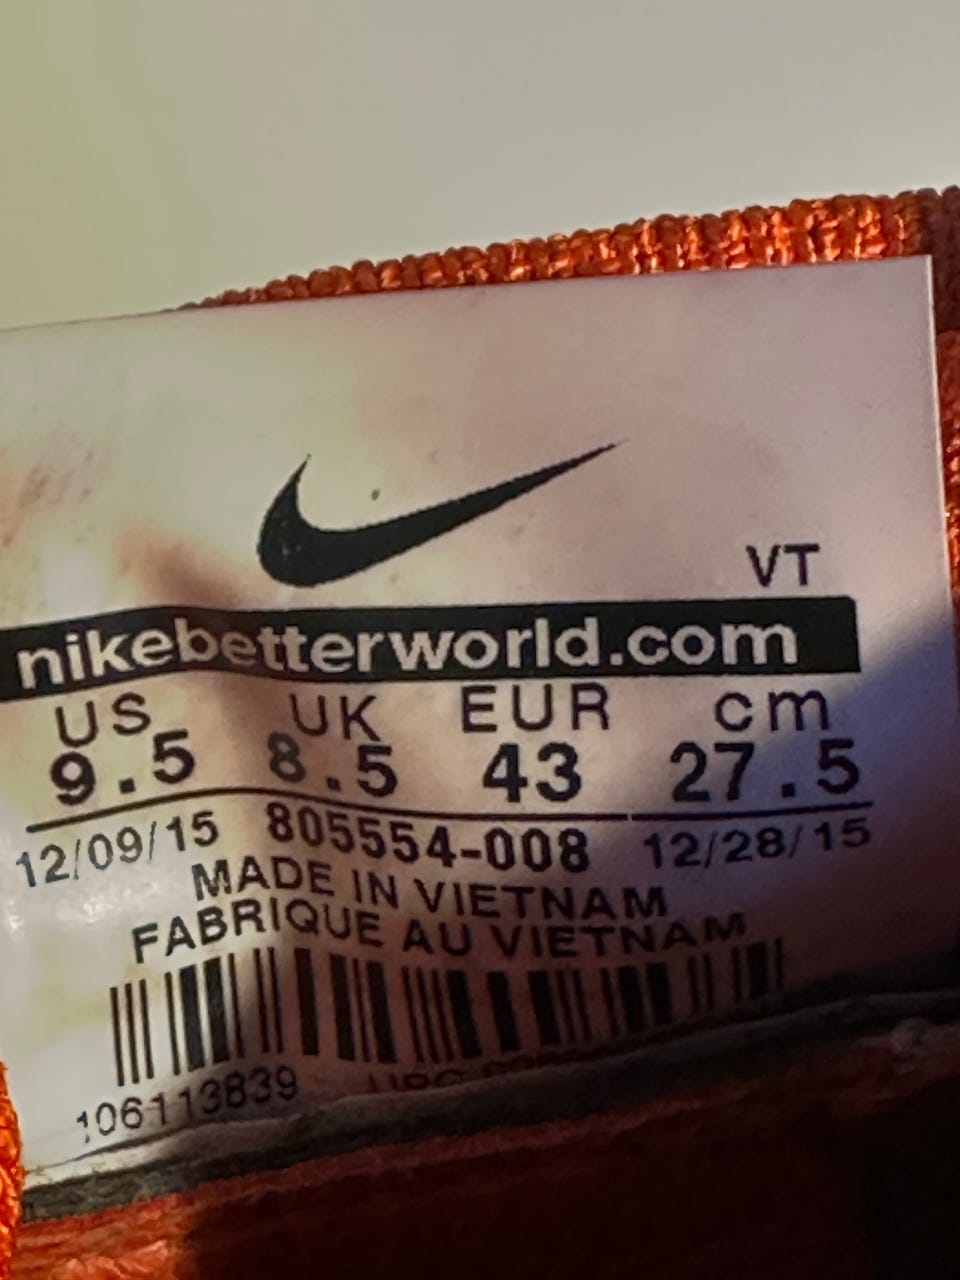 VT
nikebetterworld.com
US UK EUR cm
9.5 8.5 43 27.5
12/09/15 805554-008 12/28/15
MADE IN VIETNAM
FABRIQUE AU VIETNAM
106113839 UPC